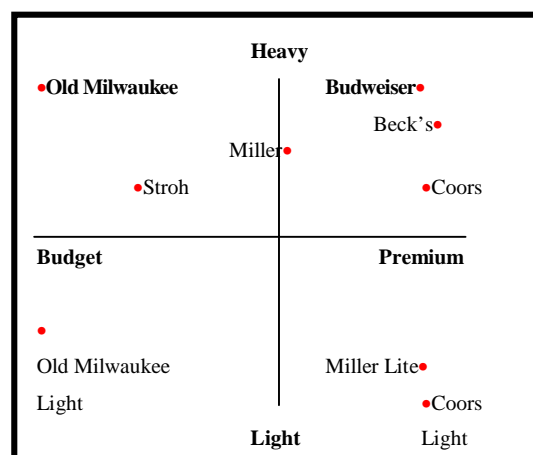 Heavy
Old Milwaukee
Budweiser
Beck's
Miller
Stroh
Coors
Budget
Premium
Old Milwaukee
Light
Miller Lite
Coors
Light
Light